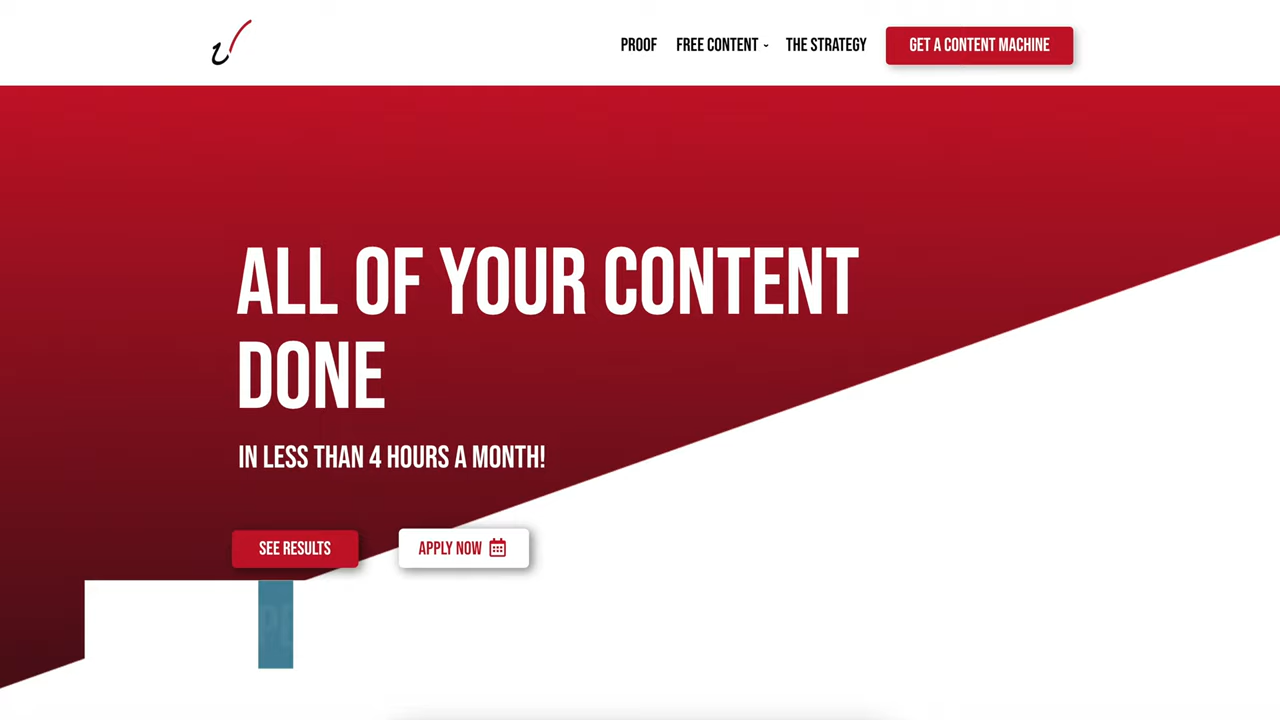 PROOF FREE CONTENT THE STRATEGY GET A CONTENT MACHINE
ALL OF YOUR CONTENT
DONE
IN LESS THAN 4 HOURS A MONTH!
SEE RESULTS APPLY NOW